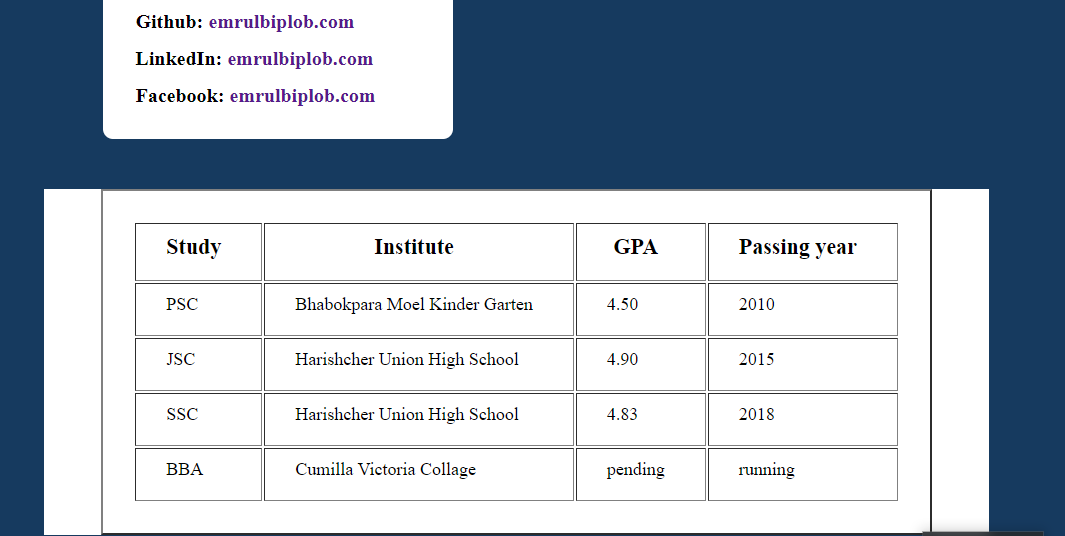 Github: emrulbiplob.com
LinkedIn: emrulbiplob.com
Facebook: emrulbiplob.com
Study Institute GPA Passing year
PSC Bhabokpara Moel Kinder Garten 4.50 2010
JSC Harishcher Union High School 4.90 2015
SSC Harishcher Union High School 4.83 2018
BBA Cumilla Victoria Collage pending running